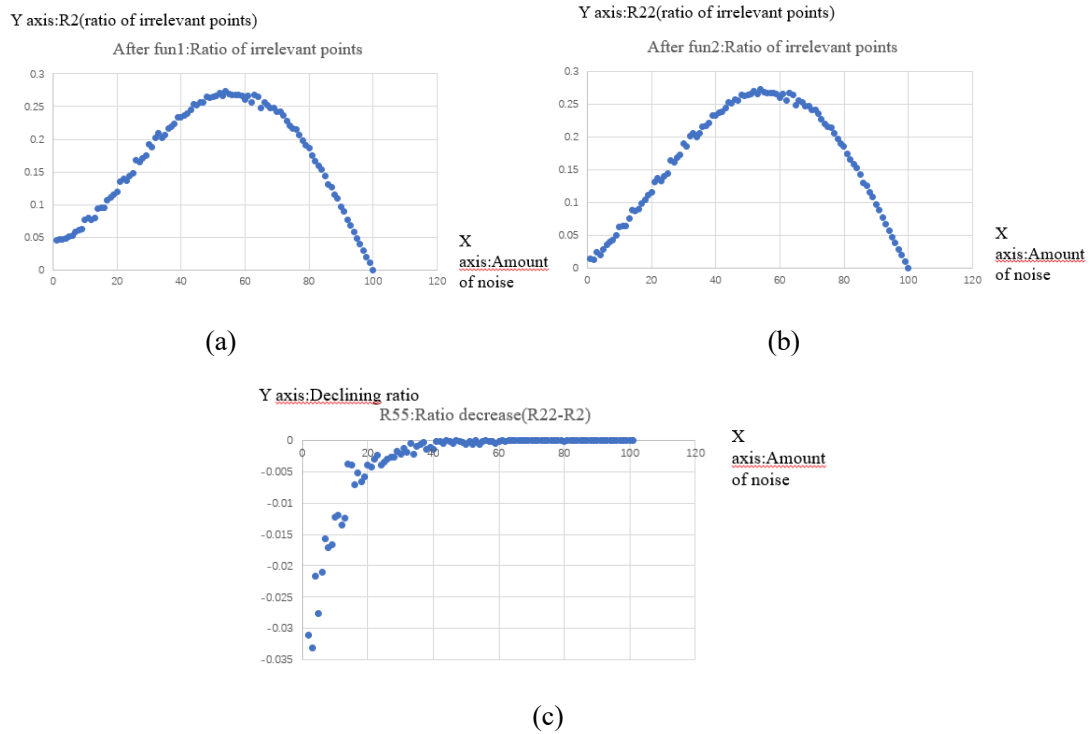 Y axis:R2(ratio of irrelevant points)
After fun1:Ratio of irrelevant points
0.3
0.25
0.2
0.15
0.1
0.05
0
0 20 40 60 80 100 120
X
axis:Amount
of noise
(a)
Y axis:R22(ratio of irrelevant points)
After fun2:Ratio of irrelevant points
0.3
0.25
0.2
0.15
0.1
0.05
0
0 20 40 60 80 100 120
X
axis:Amount
of noise
(b)
Y axis:Declining ratio
R55:Ratio decrease(R22-R2)
0
-0.005
-0.01
-0.015
-0.02
-0.025
-0.03
-0.035
0 20 40 60 80 100 120
X
axis:Amount
of noise
(c)